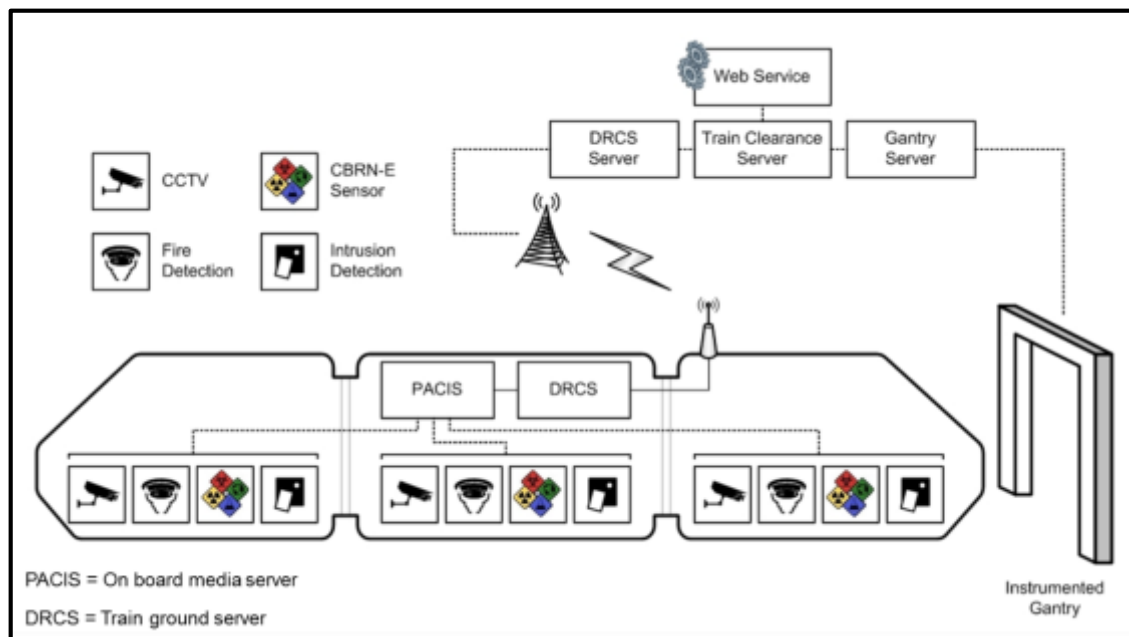 Web Service
DRCS
Server
Train Clearance
Server
Gantry
Server
CCTV
CBRN-E
Sensor
Fire
Detection
Intrusion
Detection
PACIS
DRCS
PACIS = On board media server
DRCS = Train ground server
Instrumented
Gantry